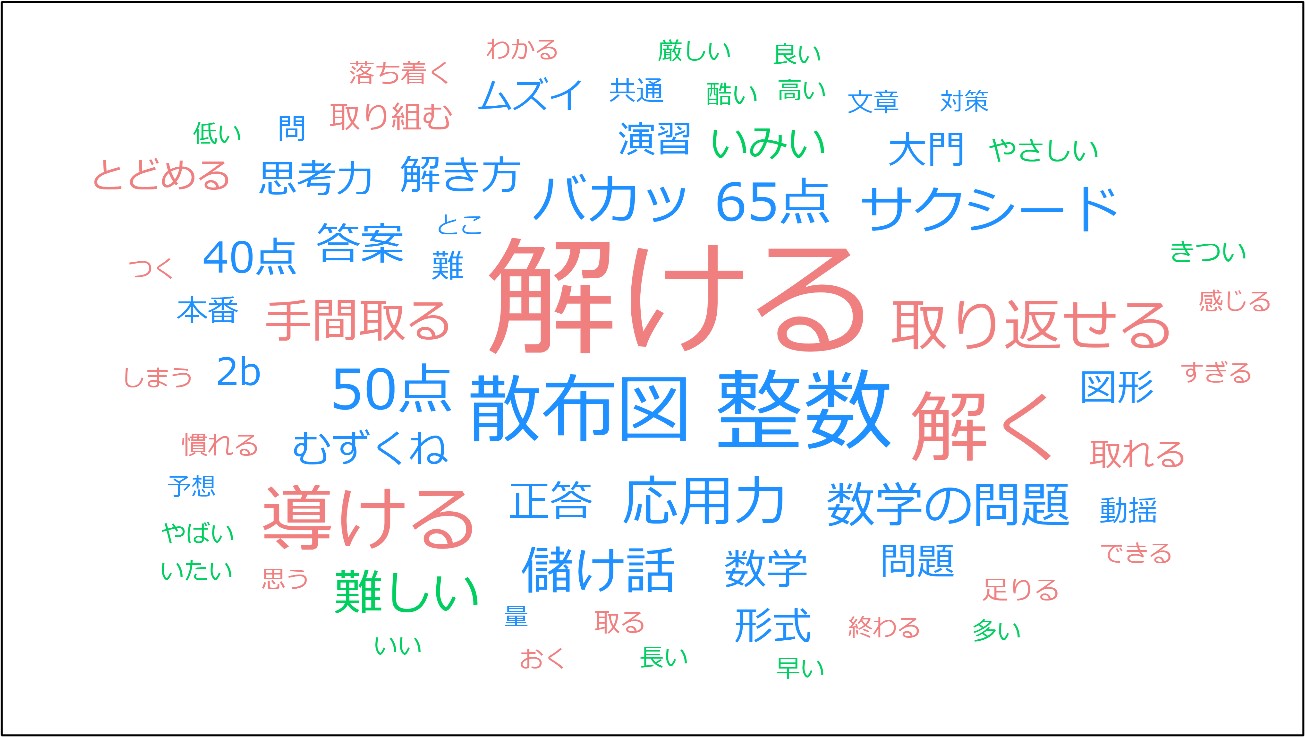 わかる 厳しい 良い
落ち着く ムズイ 共通 酷い 高い 文章 対策
低い 問 取り組む 演習 いみい 大門 やさしい
とどめる 思考力 解き方 バカッ 65点 サクシード
つく 40点 答案 とこ 難 解ける きつい
本番 手間取る 取り返せる 感じる
しまう 2b 50点 散布図 整数 解く 図形 すぎる
慣れる むずくね 取れる
予想 導ける 正答 応用力 数学の問題 動揺
やばい
いたい 思う 難しい 儲け話 数学 問題 できる
量 取る 形式 終わる 足りる 多い
いい おく 長い 早い